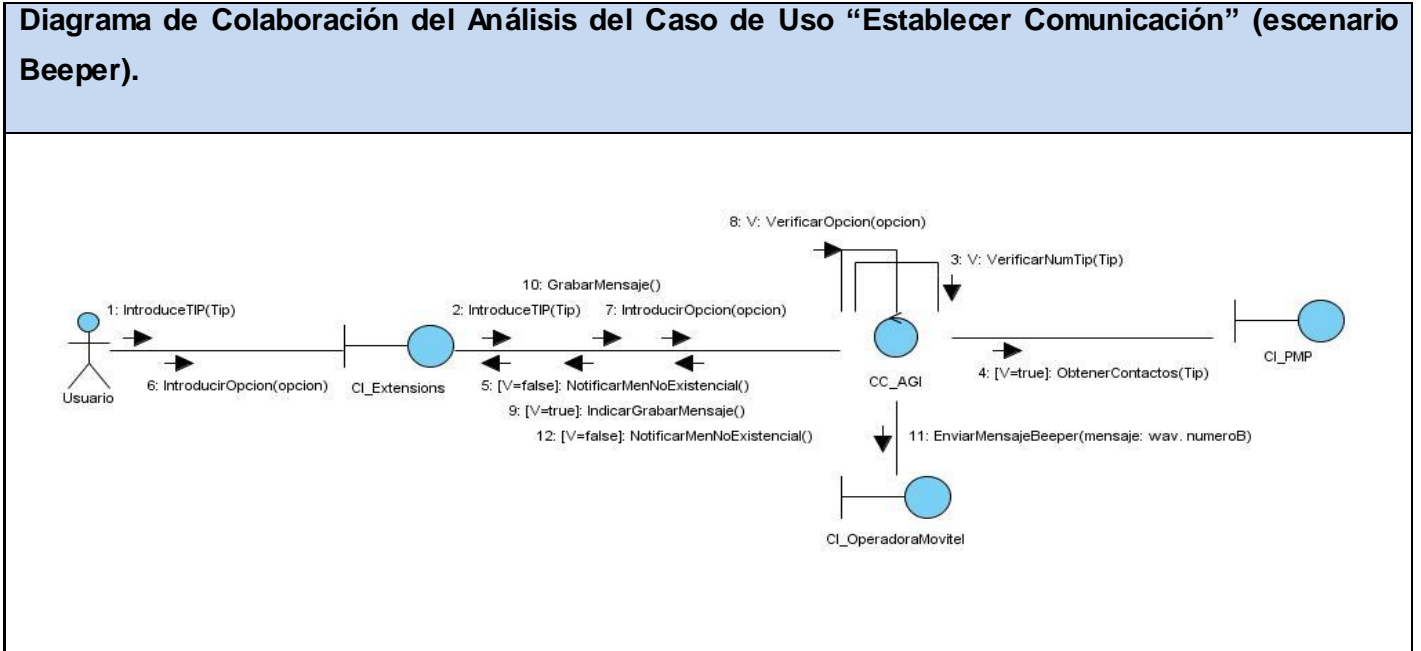 Diagrama de Colaboración del Análisis del Caso de Uso “Establecer Comunicación” (escenario
Beeper).
8: V: VerificarOpcion(opcion)
3: V: VerificarNumTip(Tip)
10: GrabarMensaje()
1: IntroduceTIP(Tip)
2: IntroduceTIP(Tip)
7: IntroducirOpcion(opcion)
6: IntroducirOpcion(opcion)
Usuario
CI_Extensions
5: [V=false]: NotificarMenNoExistencial()
9: [V=true]: IndicarGrabarMensaje()
12: [V=false]: NotificarMenNoExistencial()
CC_AGI
4: [V=true]: ObtenerContactos(Tip)
CI_PMP
11: EnviarMensajeBeeper(mensaje: wav. numeroB)
CI_OperadoraMovitel